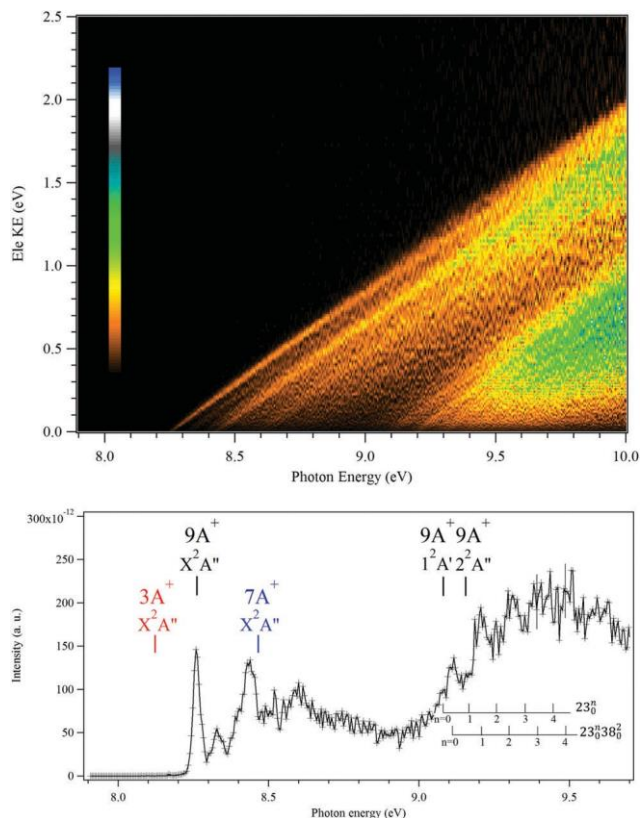 2.5
2.0
1.5
1.0
0.5
0.0
Ele KE (eV)
8.0 8.5 9.0 9.5 10.0
Photon Energy (eV)
300x10⁻¹²
250
200
150
100
50
0
Intensity (a. u.)
9A⁺
X²A"
3A⁺
X²A"
7A⁺
X²A"
9A⁺ 9A⁺
1²A' 2²A"
n=0 1 2 3 4 23₀ⁿ
n=0 1 2 3 4 23₀ⁿ38₀²
8.0 8.5 9.0 9.5
Photon energy (eV)